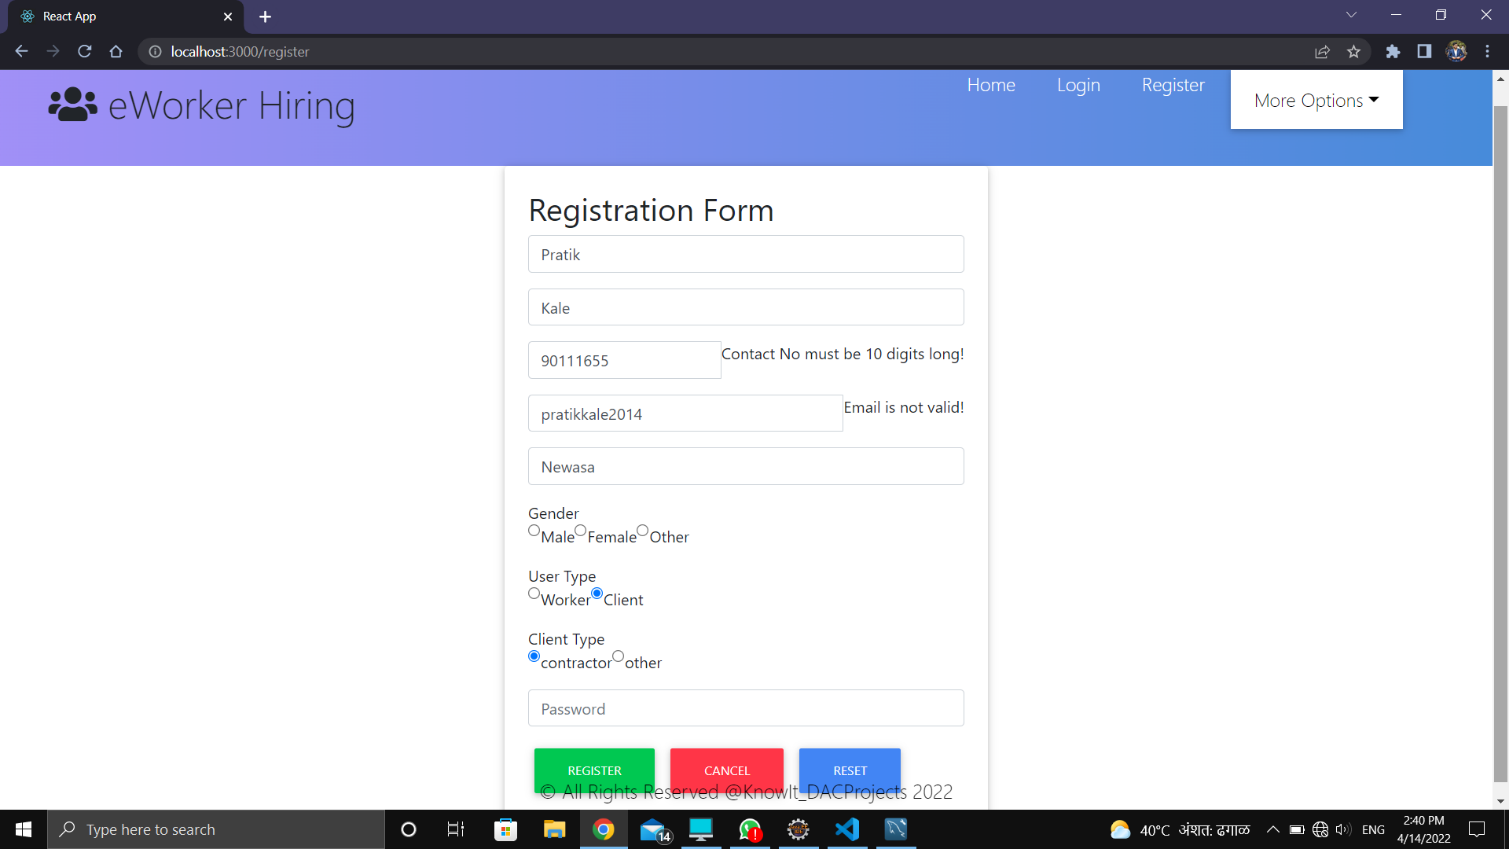 React App
localhost:3000/register
eWorker Hiring
Home Login Register More Options
Registration Form
Pratik
Kale
90111655 Contact No must be 10 digits long!
pratikkale2014 Email is not valid!
Newasa
Gender
Male Female Other
User Type
Worker Client
Client Type
contractor other
Password
REGISTER CANCEL RESET
© All Rights Reserved @KnowIt_DACProjects 2022
Type here to search 14 40°C अंशत: ढगाळ ENG 2:40 PM
4/14/2022